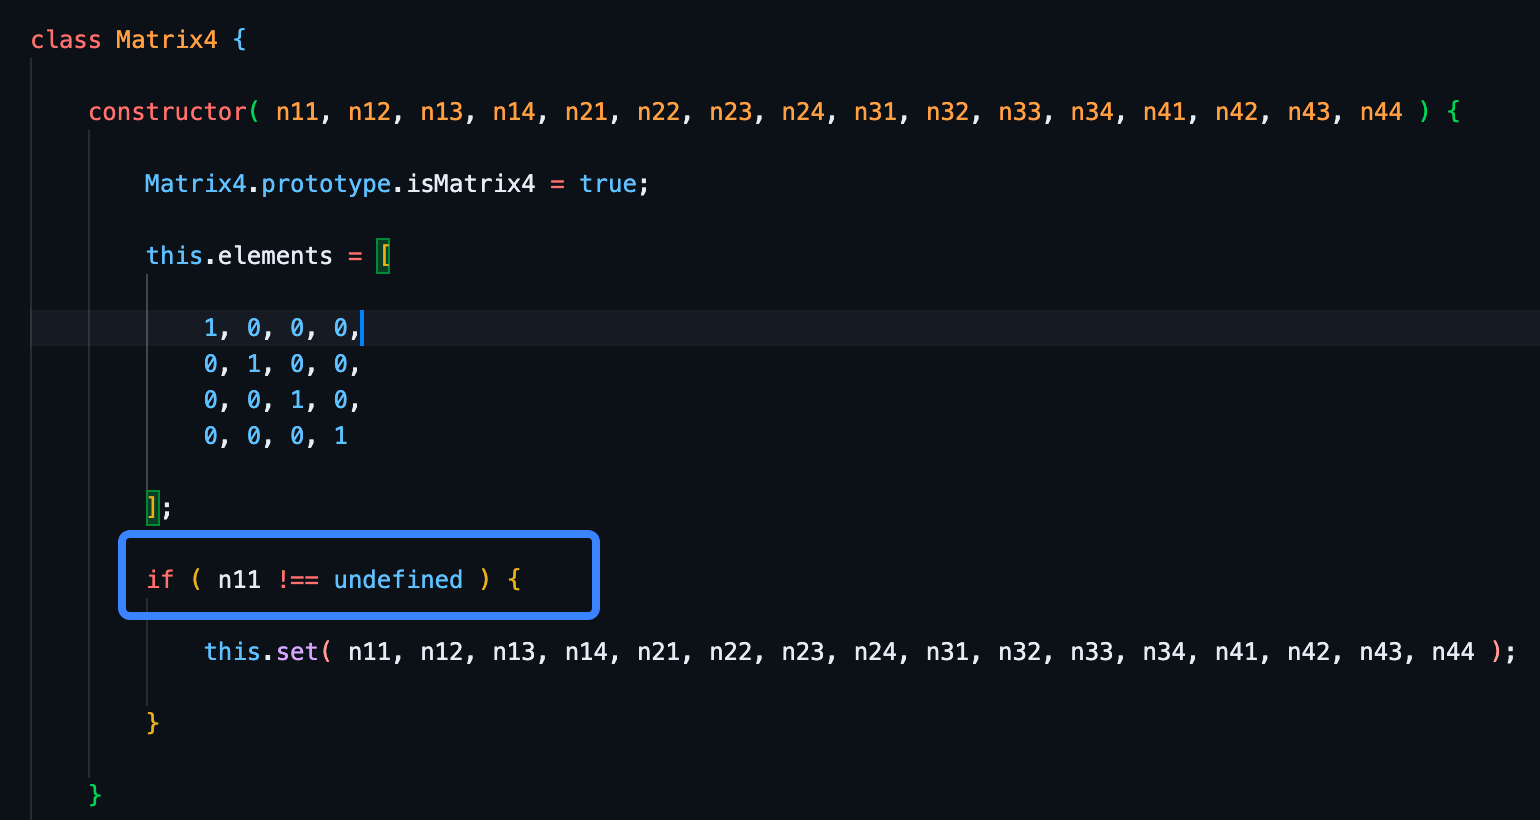 class Matrix4 {
constructor( n11, n12, n13, n14, n21, n22, n23, n24, n31, n32, n33, n34, n41, n42, n43, n44 ) {
Matrix4.prototype.isMatrix4 = true;
this.elements = [
1, 0, 0, 0,
0, 1, 0, 0,
0, 0, 1, 0,
0, 0, 0, 1
];
if ( n11 !== undefined ) {
this.set( n11, n12, n13, n14, n21, n22, n23, n24, n31, n32, n33, n34, n41, n42, n43, n44 );
}
}